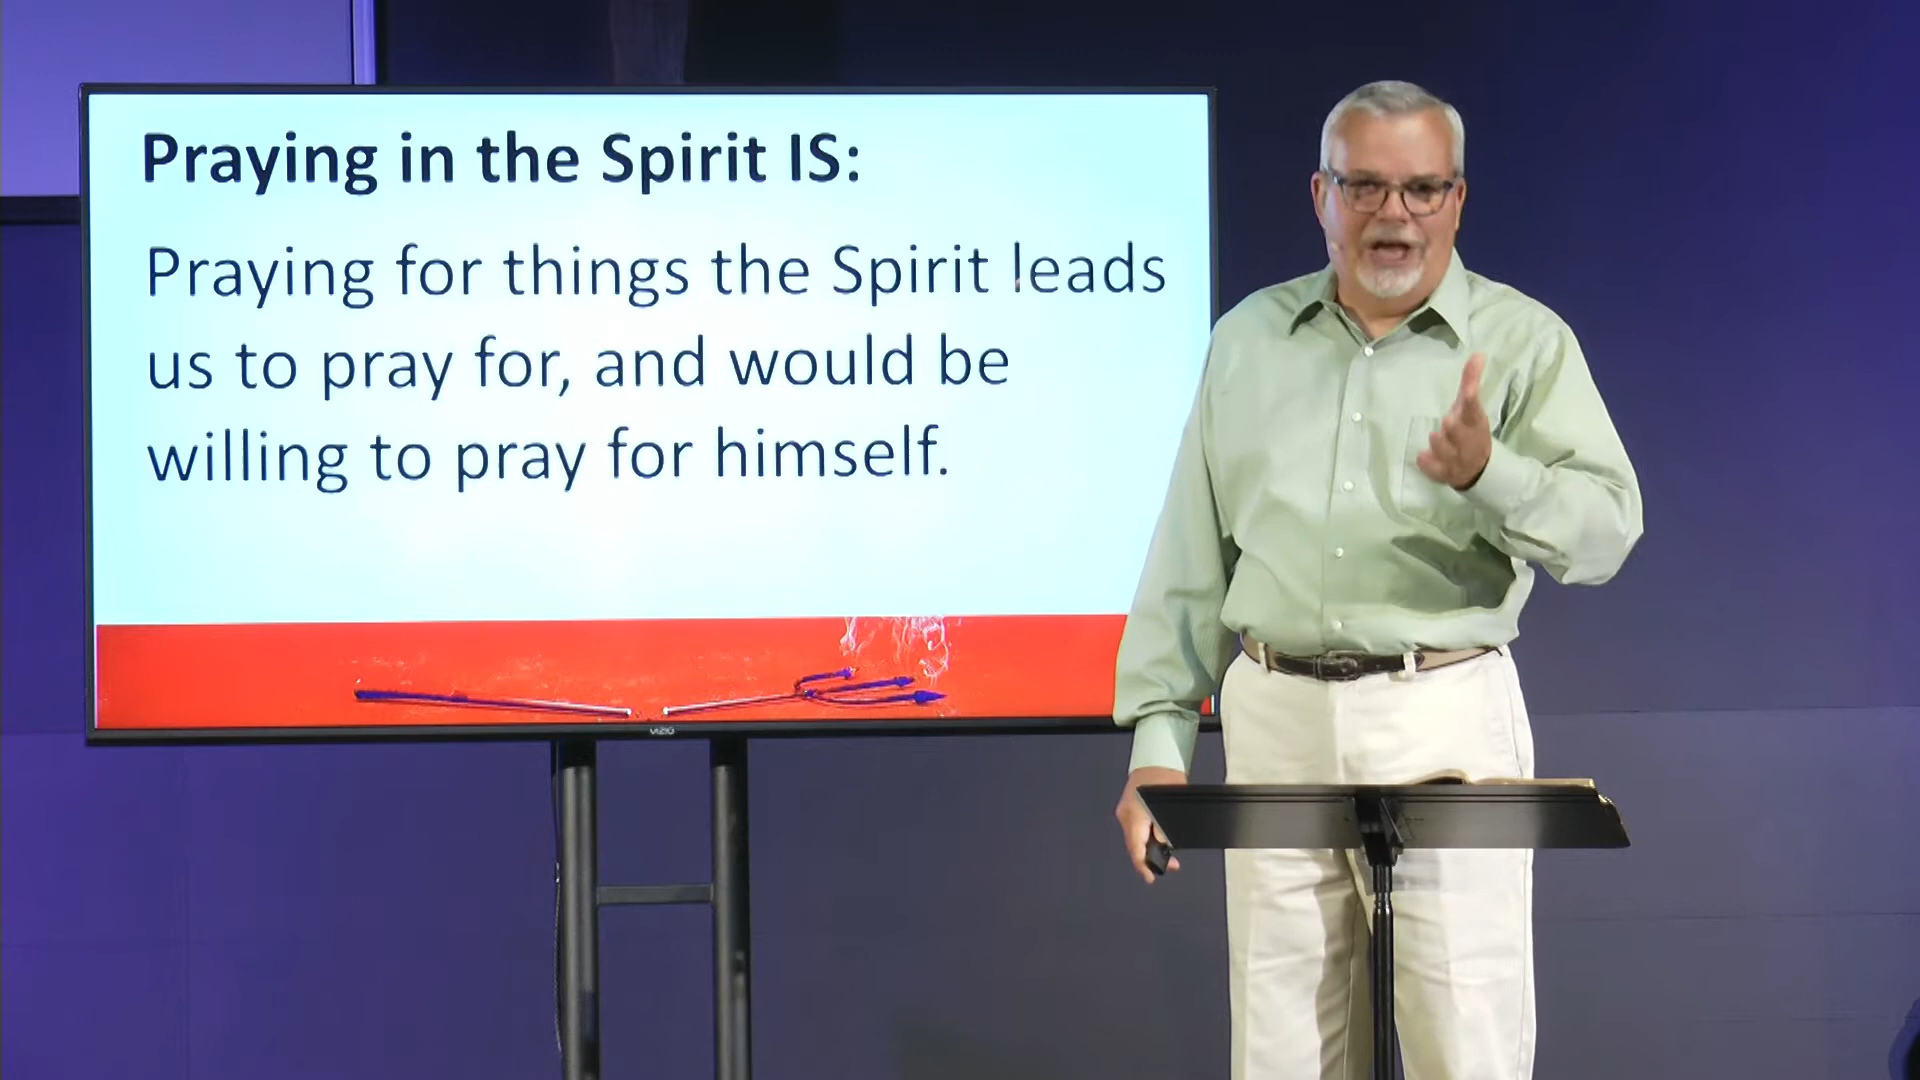 Praying in the Spirit IS:
Praying for things the Spirit leads
us to pray for, and would be
willing to pray for himself.
VIZIO